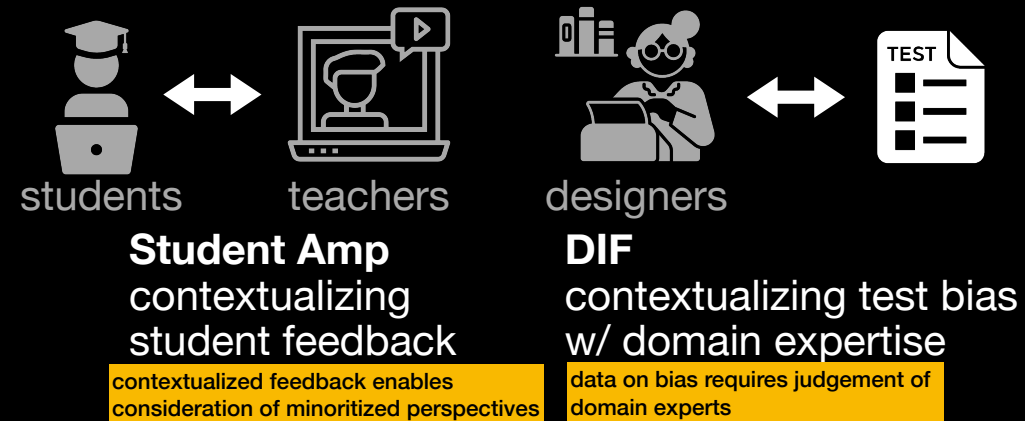 TEST
students
teachers
designers
Student Amp
contextualizing
student feedback
contextualized feedback enables
consideration of minoritized perspectives
DIF
contextualizing test bias
w/ domain expertise
data on bias requires judgement of
domain experts